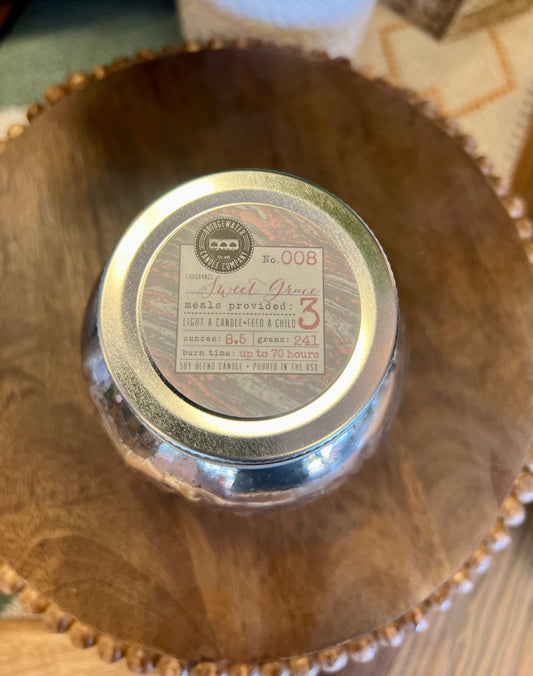 BRIDGEWATER
CANDLE COMPANY
No. 008
FRAGRANCE
Sweet Grace
meals provided: 3
LIGHT A CANDLE • FEED A CHILD
ounces: 8.5 grams: 241
burn time: up to 70 hours
SOY BLEND CANDLE • POURED IN THE USA